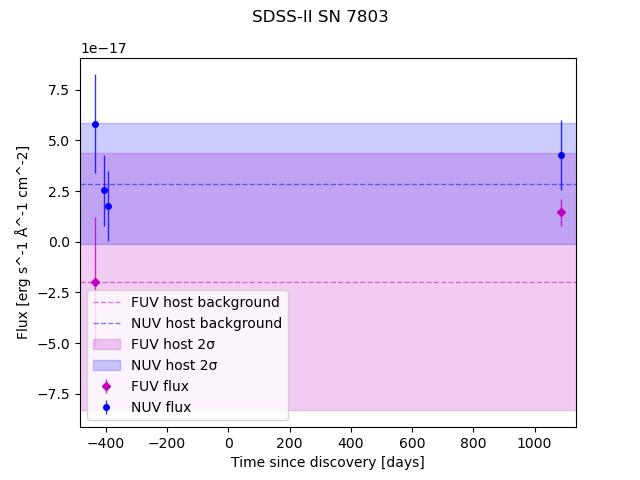 SDSS-II SN 7803
1e−17
7.5
5.0
2.5
0.0
−2.5
−5.0
−7.5
Flux [erg s^-1 Å^-1 cm^-2]
FUV host background
NUV host background
FUV host 2σ
NUV host 2σ
FUV flux
NUV flux
−400 −200 0 200 400 600 800 1000
Time since discovery [days]